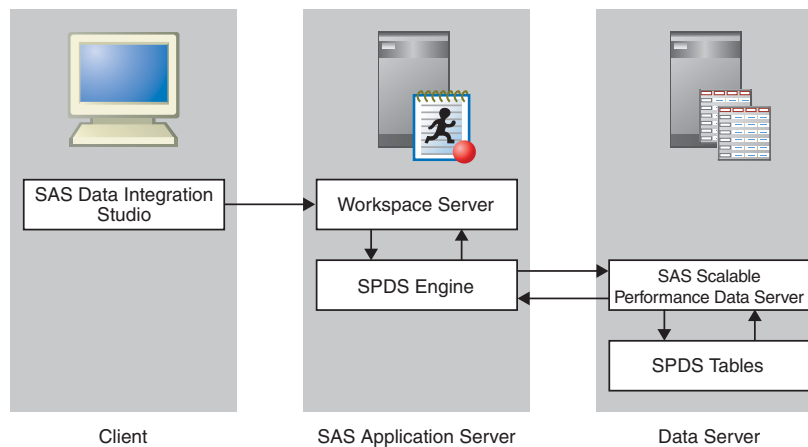 SAS Data Integration
Studio
Workspace Server
SPDS Engine
SAS Scalable
Performance Data Server
SPDS Tables
Client
SAS Application Server
Data Server